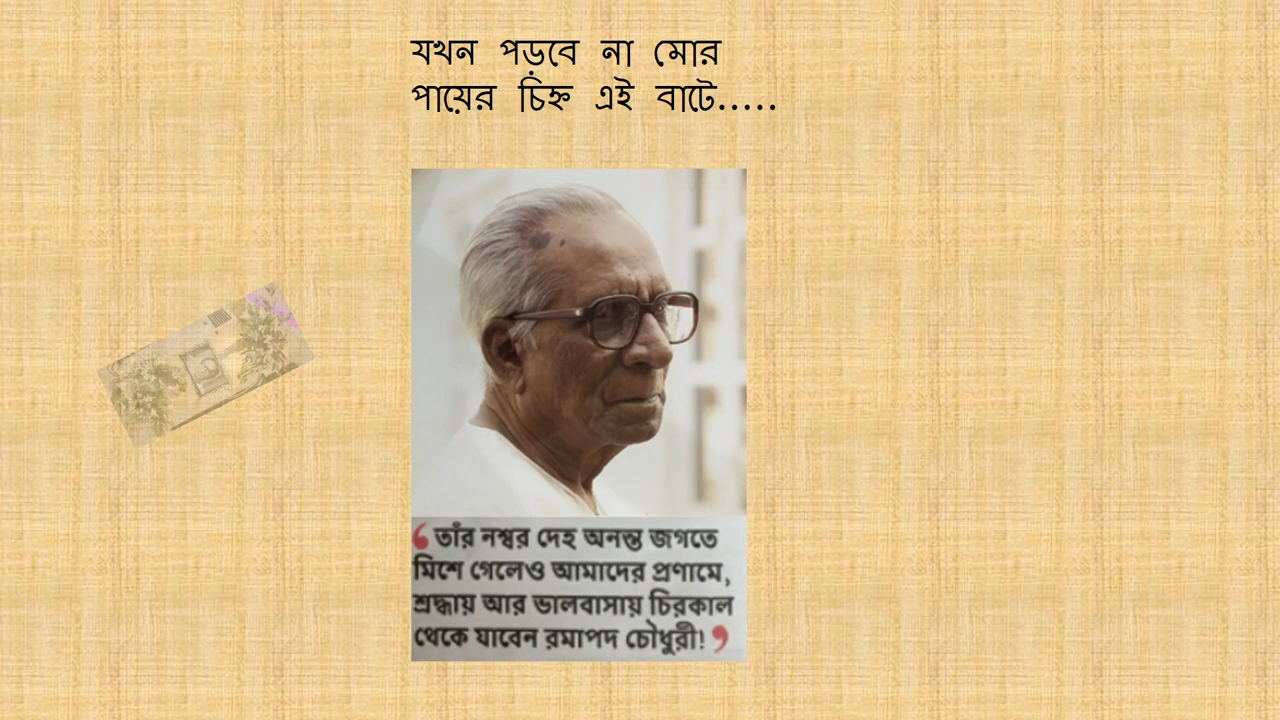 যখন পড়বে না মোর
পায়ের চিহ্ন এই বাটে.....
‘ তাঁর নশ্বর দেহ অনন্ত জগতে
মিশে গেলেও আমাদের প্রণামে,
শ্রদ্ধায় আর ভালবাসায় চিরকাল
থেকে যাবেন রমাপদ চৌধুরী! ’